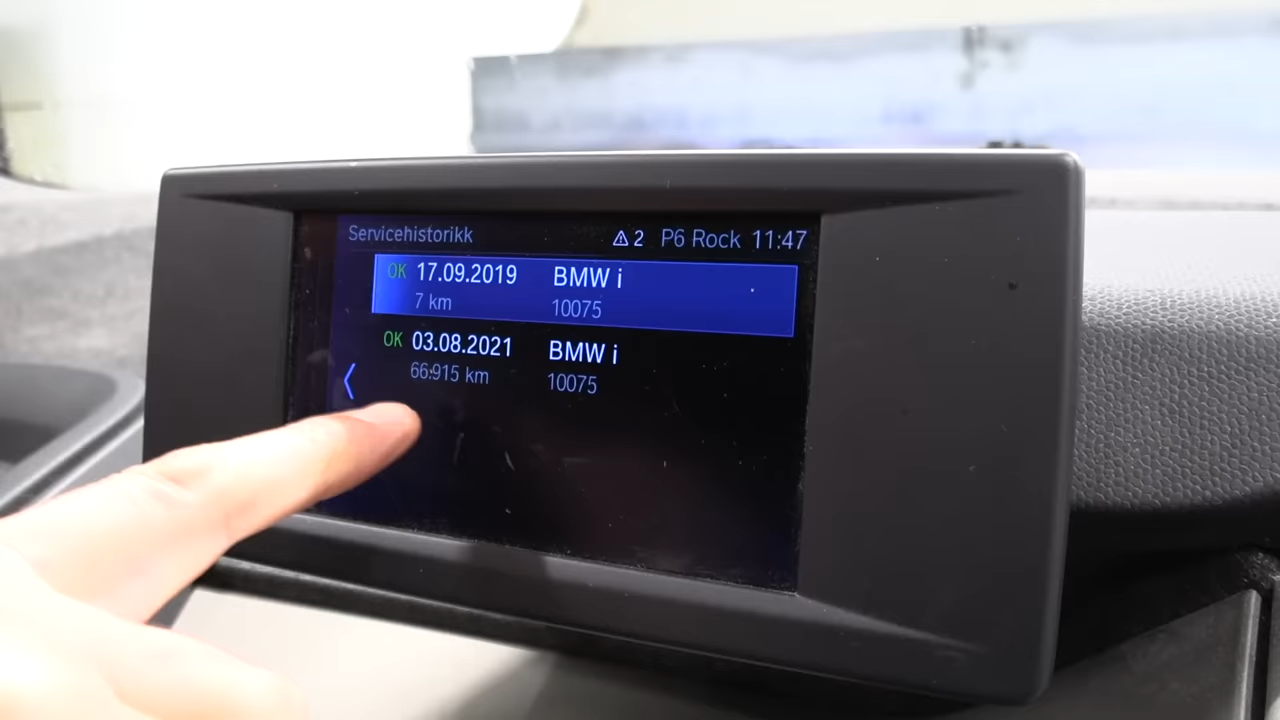 Servicehistorikk 2 P6 Rock 11:47
OK 17.09.2019 BMW i
7 km 10075
OK 03.08.2021 BMW i
66.915 km 10075